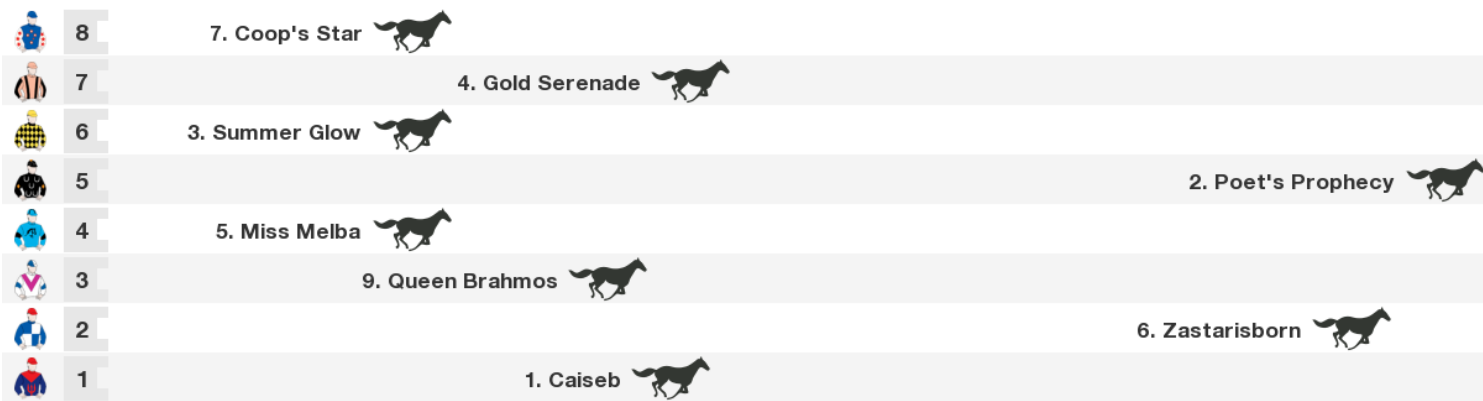 8 7. Coop's Star
7 4. Gold Serenade
6 3. Summer Glow
5 2. Poet's Prophecy
4 5. Miss Melba
3 9. Queen Brahmos
2 6. Zastarisborn
1 1. Caiseb